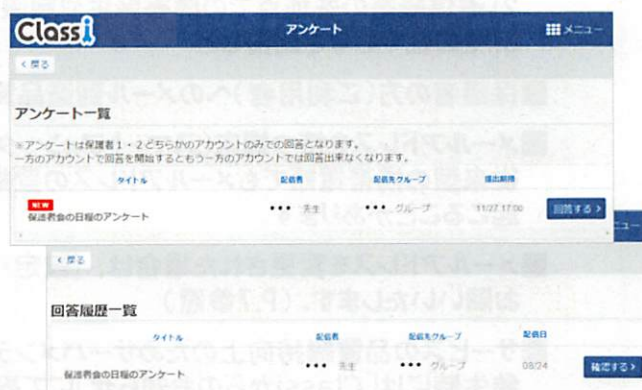 Classi
アンケート
メニュー
< 戻る
アンケート一覧
※アンケートは保護者1・2どちらかのアカウントのみでの回答となります。
一方のアカウントで回答を開始するともう一方のアカウントでは回答出来なくなります。
タイトル 配信者 配信先グループ 提出期限
NEW
保護者会の日程のアンケート ••• 先生 ••• グループ 11/27 17:00 回答する >
ニュー
< 戻る
回答履歴一覧
タイトル 配信者 配信先グループ 配信日
保護者会の日程のアンケート ••• 先生 ••• グループ 08/24 確認する >